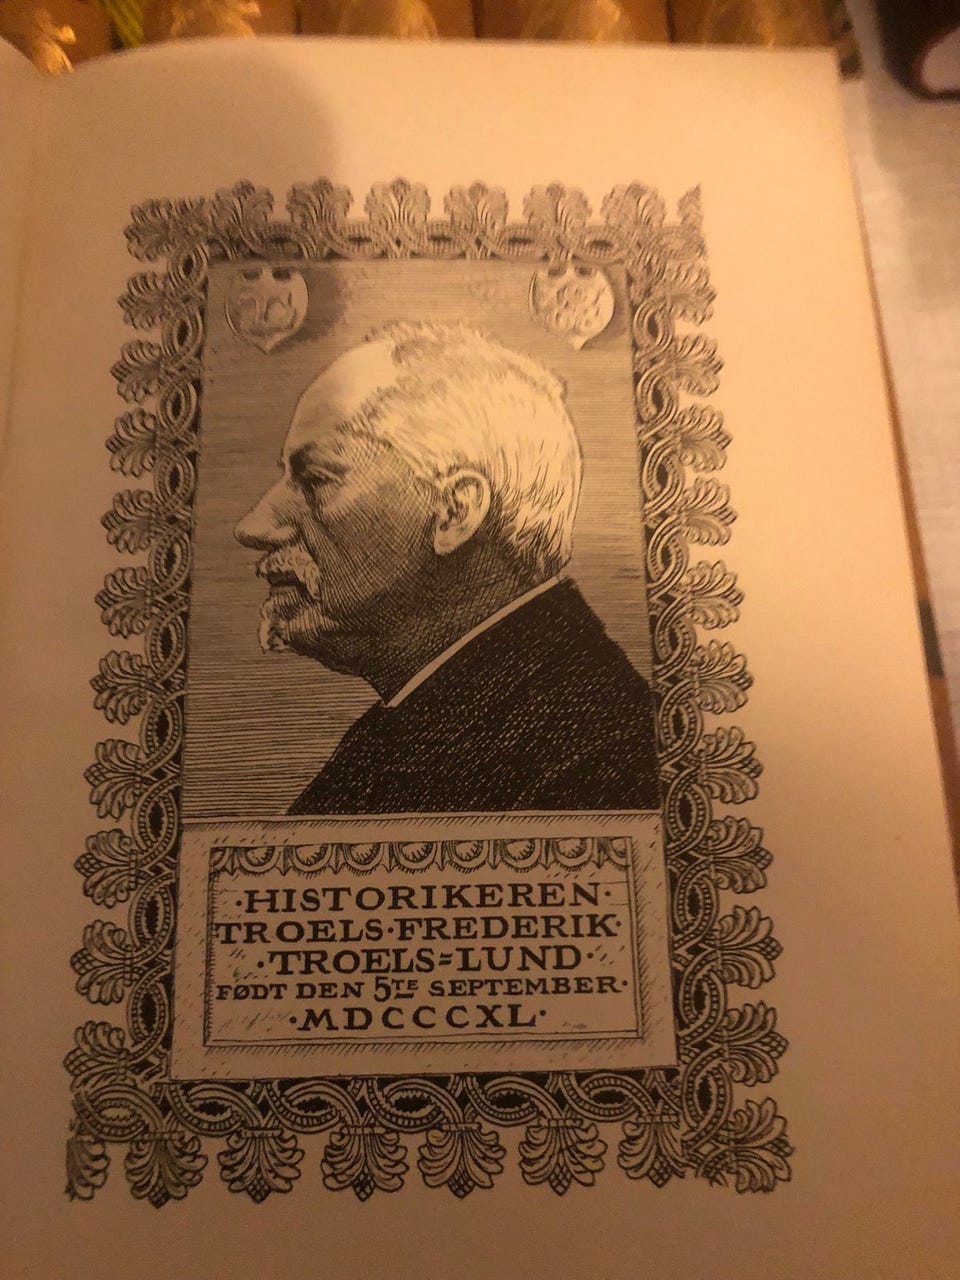 ·HISTORIKEREN·
TROELS·FREDERIK·
·TROELS=LUND·
FØDT DEN 5TE SEPTEMBER·
·MDCCCXL·